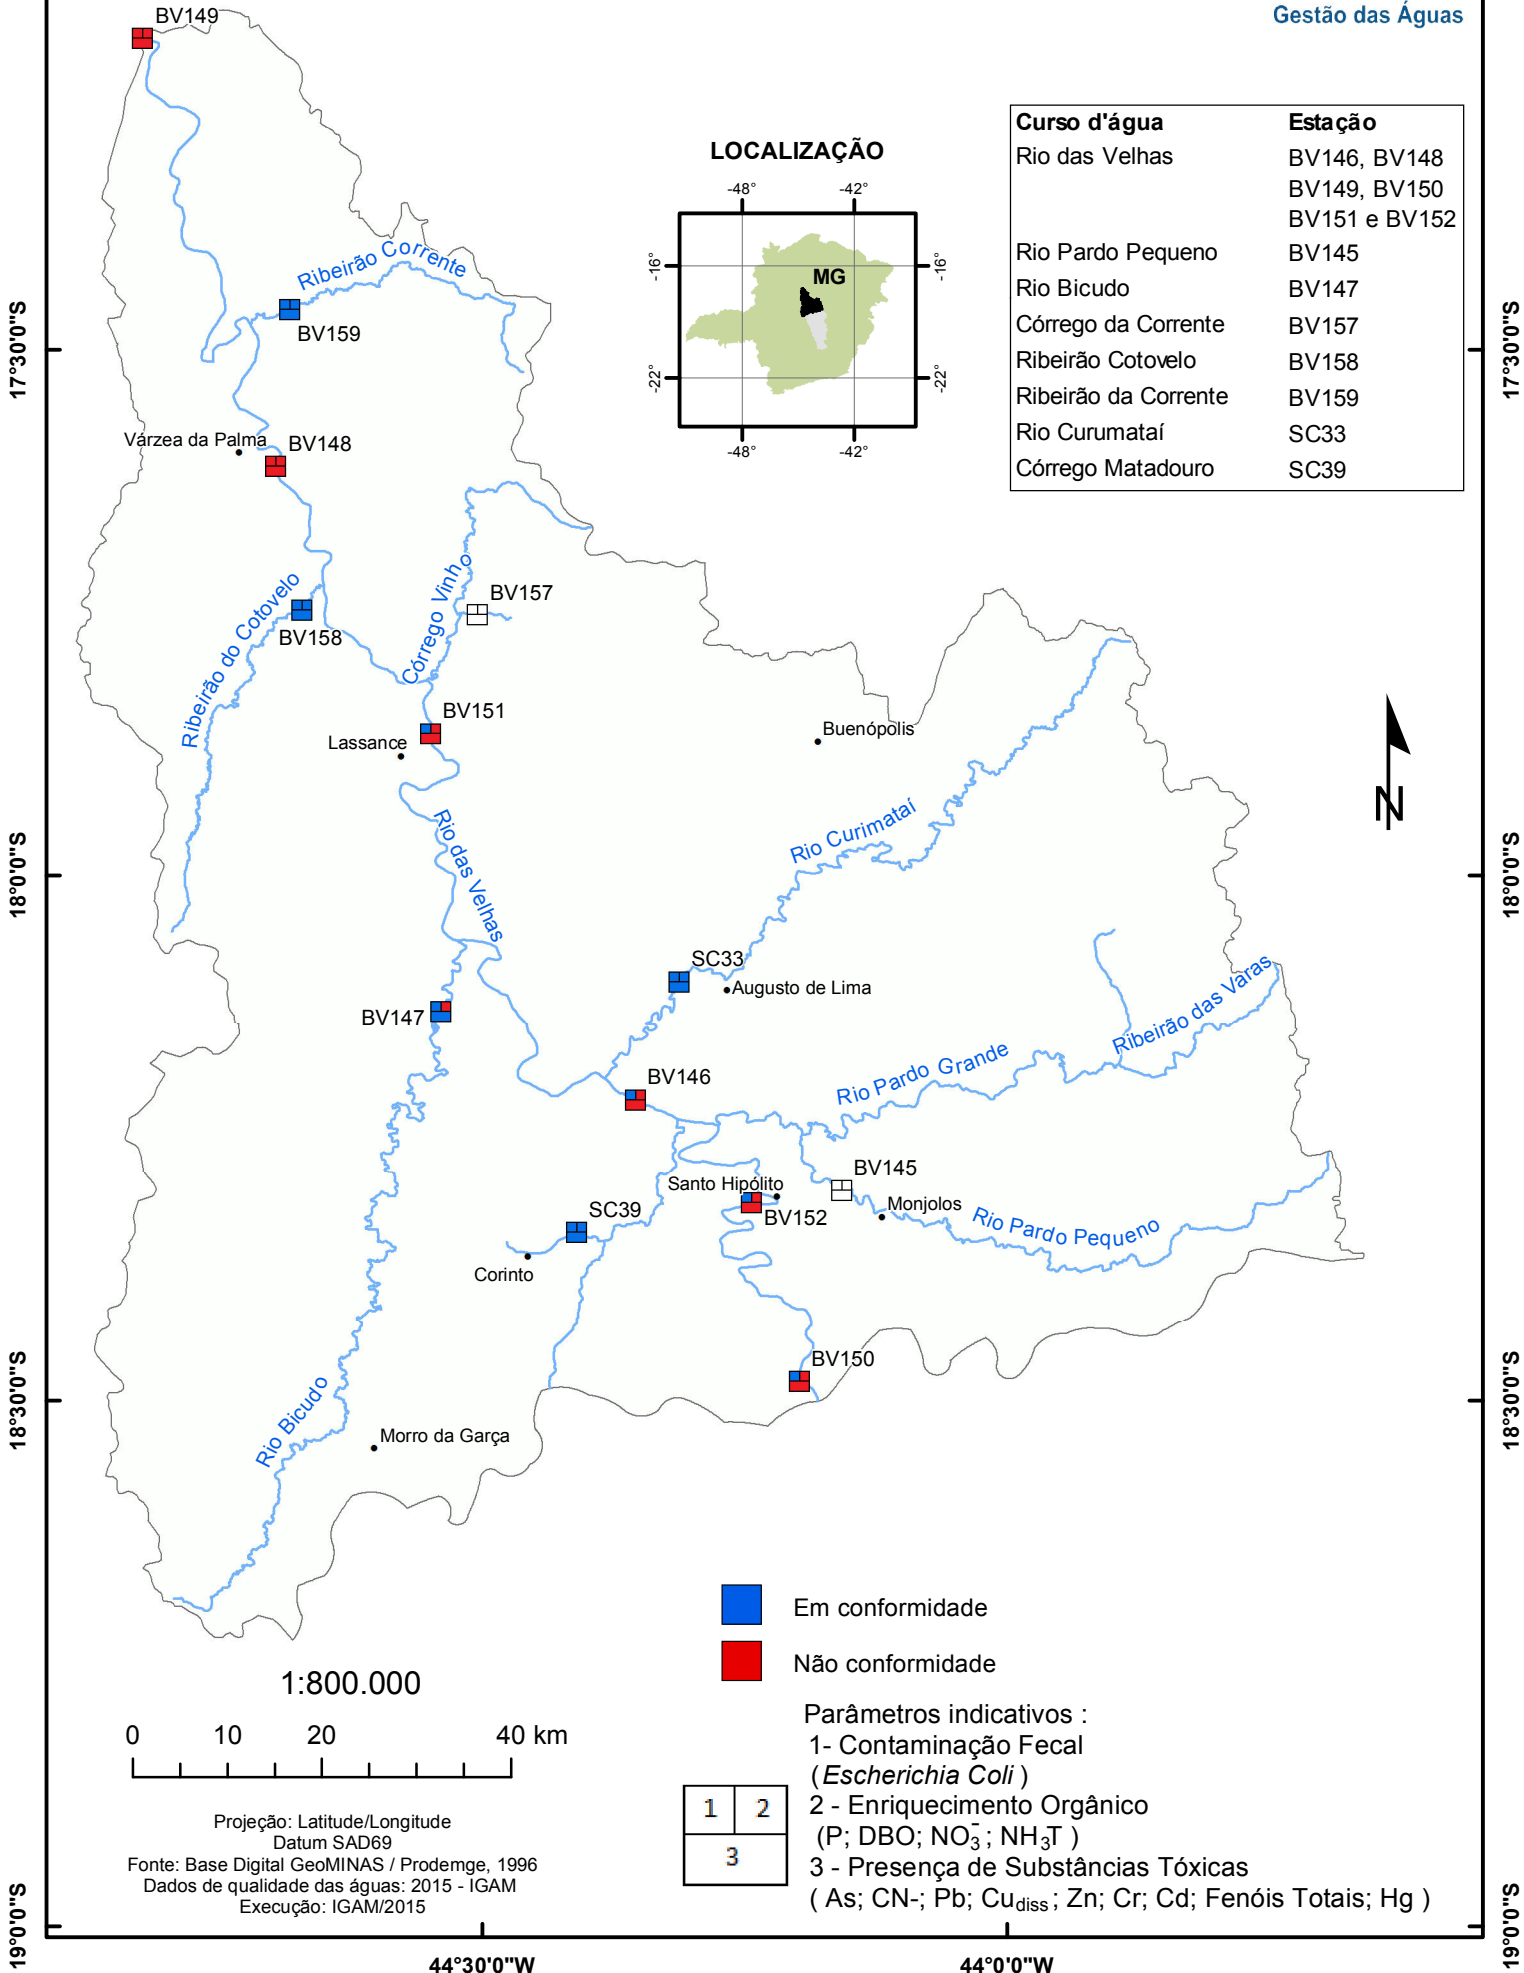 Gestão das Águas
BV149
Curso d'água Estação
Rio das Velhas BV146, BV148
BV149, BV150
BV151 e BV152
Rio Pardo Pequeno BV145
Rio Bicudo BV147
Córrego da Corrente BV157
Ribeirão Cotovelo BV158
Ribeirão da Corrente BV159
Rio Curumataí SC33
Córrego Matadouro SC39
LOCALIZAÇÃO
-48° -42°
-16° -16°
MG
-22° -22°
-48° -42°
Ribeirão Corrente
BV159
17°30'0"S 17°30'0"S
Várzea da Palma
BV148
Córrego Vinho
BV157
Ribeirão do Cotovelo
BV158
BV151
Lassance
Buenópolis
N
Rio das Velhas
Rio Curimataí
18°0'0"S 18°0'0"S
SC33
Augusto de Lima
Ribeirão das Varas
BV147
Rio Pardo Grande
BV146
BV145
Santo Hipólito
Monjolos
BV152
Rio Pardo Pequeno
SC39
Corinto
BV150
18°30'0"S 18°30'0"S
Rio Bicudo
Morro da Garça
Em conformidade
Não conformidade
1:800.000
0 10 20 40 km
Projeção: Latitude/Longitude
Datum SAD69
Fonte: Base Digital GeoMINAS / Prodemge, 1996
Dados de qualidade das águas: 2015 - IGAM
Execução: IGAM/2015
1 2
3
Parâmetros indicativos :
1- Contaminação Fecal
(Escherichia Coli )
2 - Enriquecimento Orgânico
(P; DBO; NO₃⁻; NH₃T )
3 - Presença de Substâncias Tóxicas
( As; CN-; Pb; Cudiss ; Zn; Cr; Cd; Fenóis Totais; Hg )
19°0'0"S 19°0'0"S
44°30'0"W 44°0'0"W